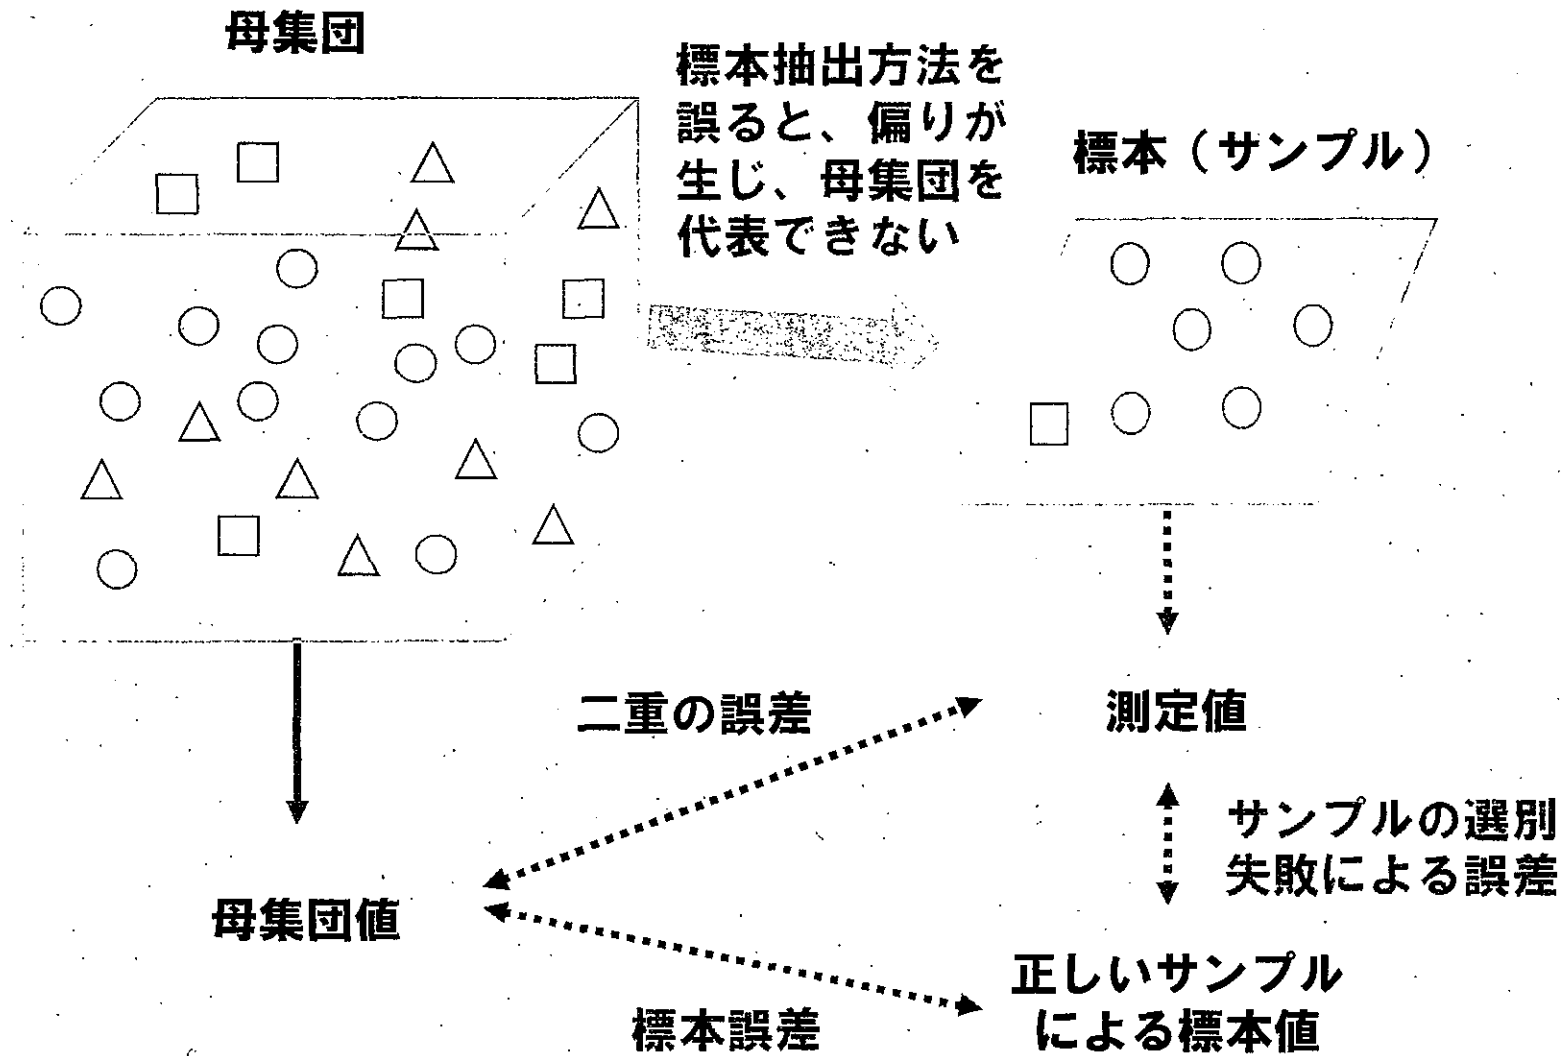 母集団
標本抽出方法を
誤ると、偏りが
生じ、母集団を
代表できない
標本（サンプル）
二重の誤差
測定値
サンプルの選別
失敗による誤差
母集団値
正しいサンプル
による標本値
標本誤差